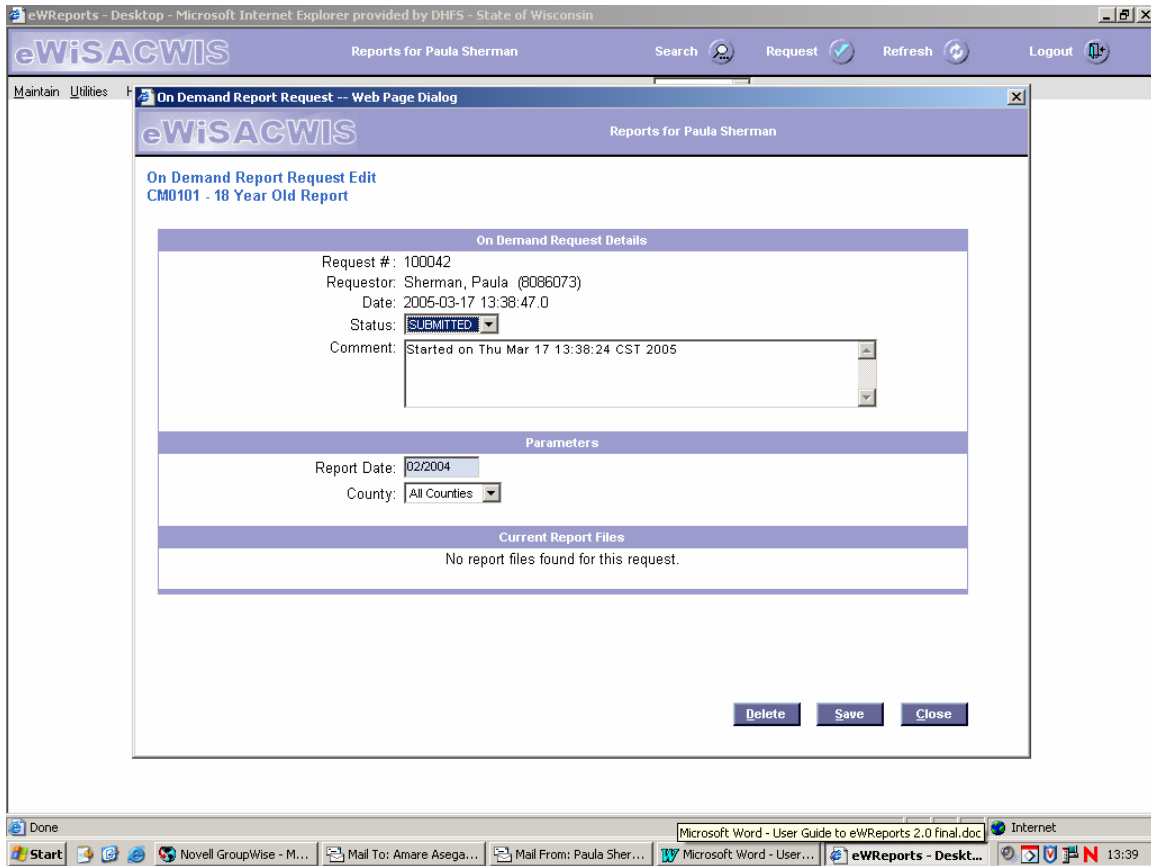 eWReports - Desktop - Microsoft Internet Explorer provided by DHFS - State of Wisconsin
eWiSACWIS Reports for Paula Sherman Search Request Refresh Logout
Maintain Utilities
On Demand Report Request -- Web Page Dialog
eWiSACWIS Reports for Paula Sherman
On Demand Report Request Edit
CM0101 - 18 Year Old Report
On Demand Request Details
Request #: 100042
Requestor: Sherman, Paula (8086073)
Date: 2005-03-17 13:38:47.0
Status: SUBMITTED
Comment: Started on Thu Mar 17 13:38:24 CST 2005
Parameters
Report Date: 02/2004
County: All Counties
Current Report Files
No report files found for this request.
Delete Save Close
Done Internet
Microsoft Word - User Guide to eWReports 2.0 final.doc
Start Novell GroupWise - M... Mail To: Amare Asega... Mail From: Paula Sher... Microsoft Word - User... eWReports - Deskt... 13:39